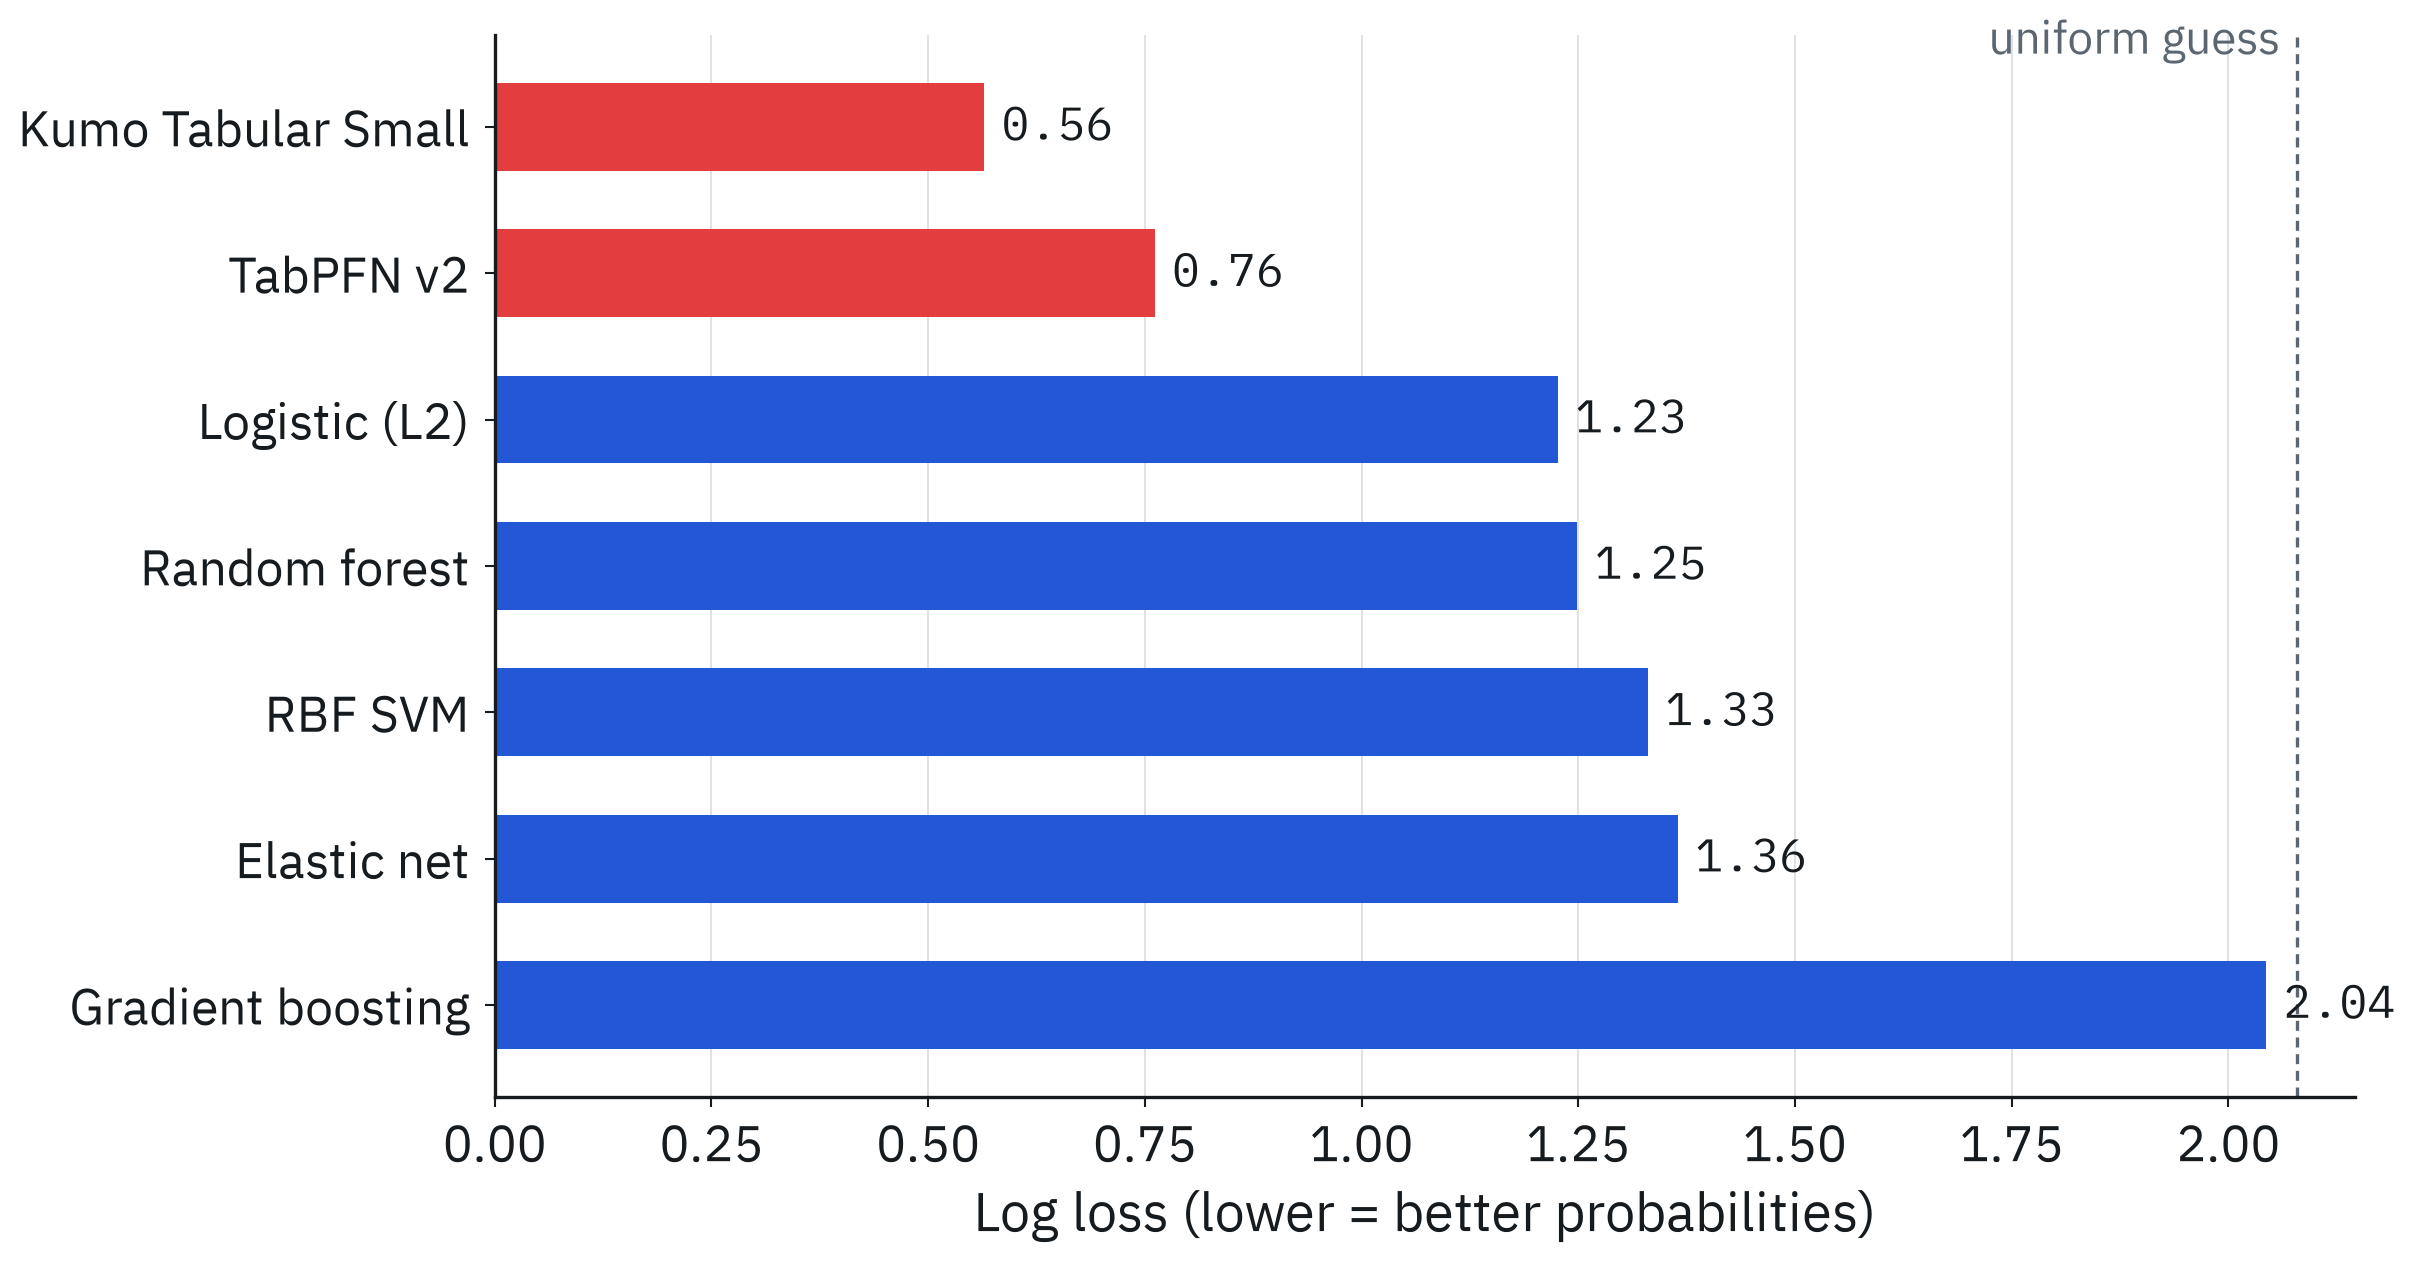 uniform guess
Kumo Tabular Small 0.56
TabPFN v2 0.76
Logistic (L2) 1.23
Random forest 1.25
RBF SVM 1.33
Elastic net 1.36
Gradient boosting 2.04
0.00 0.25 0.50 0.75 1.00 1.25 1.50 1.75 2.00
Log loss (lower = better probabilities)